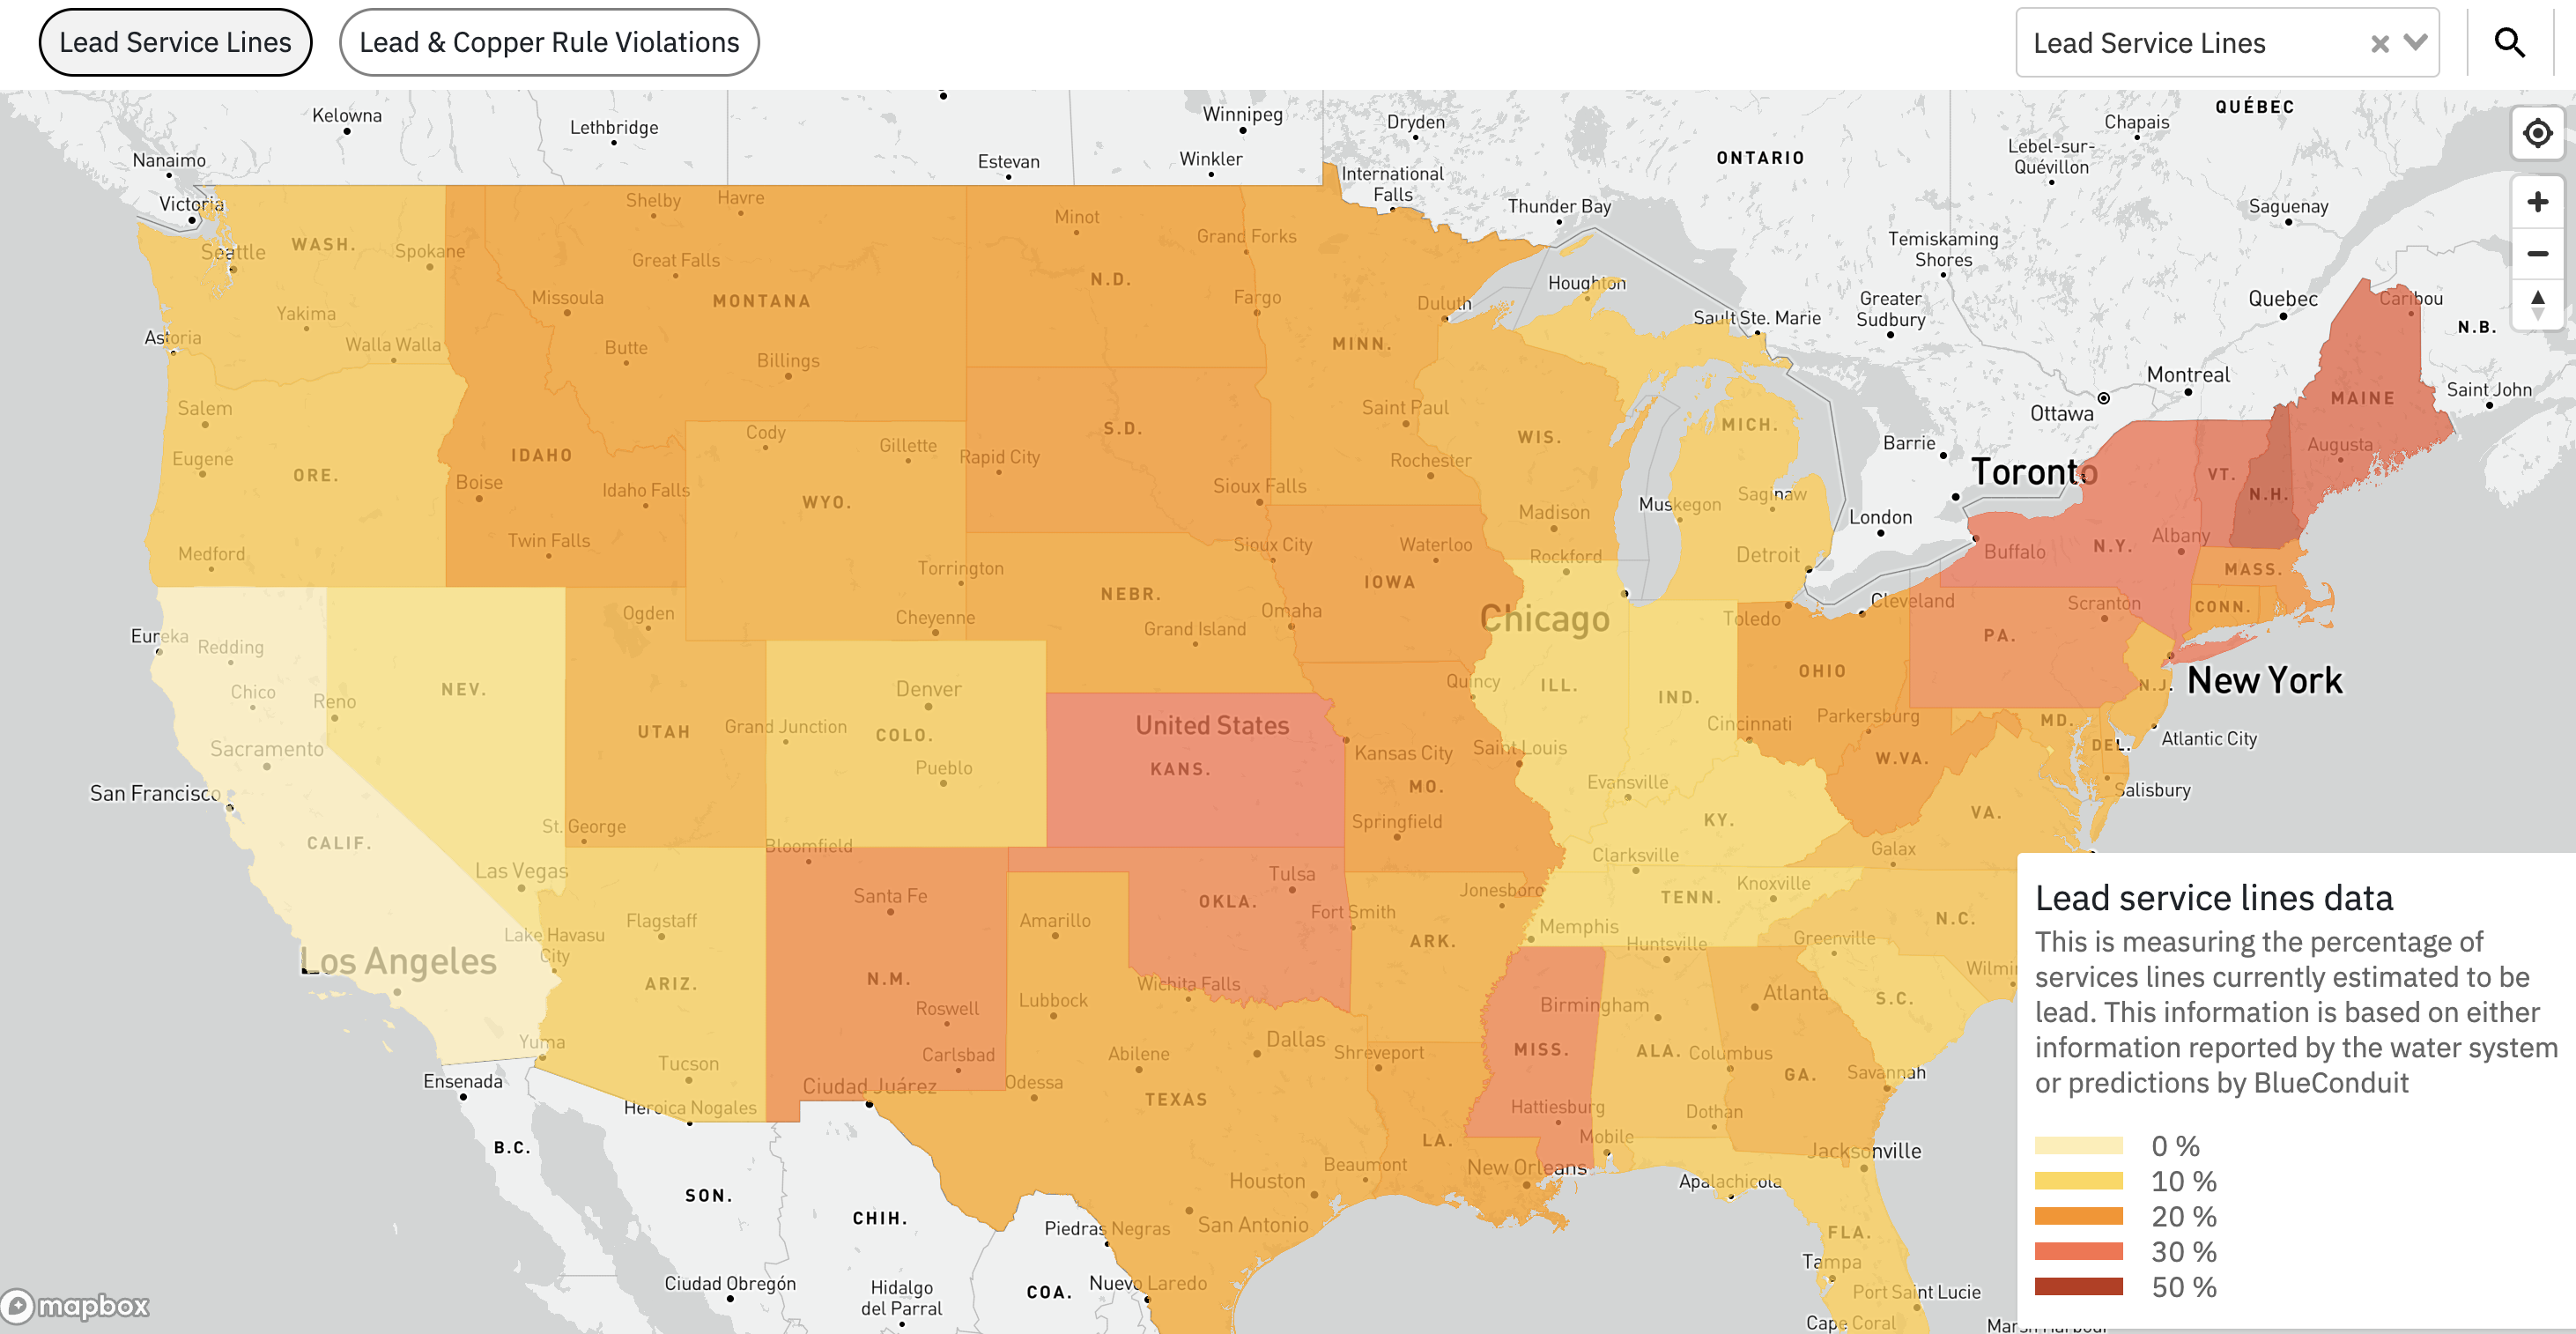 Lead Service Lines
Lead & Copper Rule Violations
Lead Service Lines
QUÉBEC
Kelowna
Lethbridge
Winnipeg
Dryden
Chapais
Nanaimo
Estevan
Winkler
International
Falls
ONTARIO
Lebel-sur-
Quévillon
Victoria
Shelby
Havre
Minot
Thunder Bay
Saguenay
Seattle
WASH.
Spokane
Great Falls
Grand Forks
Temiskaming
Shores
N.D.
Missoula
MONTANA
Fargo
Duluth
Houghton
Greater
Sudbury
Quebec
Caribou
Yakima
Sault Ste. Marie
N.B.
Astoria
Walla Walla
Butte
Billings
MINN.
Montreal
Saint John
MAINE
Salem
Cody
Gillette
S.D.
Saint Paul
WIS.
MICH.
Ottawa
Barrie
Augusta
Eugene
ORE.
IDAHO
Rapid City
Rochester
Toronto
VT.
N.H.
Boise
Idaho Falls
WYO.
Sioux Falls
Madison
Muskegon
Saginaw
London
Medford
Twin Falls
Torrington
Sioux City
Waterloo
Rockford
Detroit
Buffalo
N.Y.
Albany
MASS.
IOWA
NEBR.
Ogden
Cheyenne
Grand Island
Omaha
Chicago
Toledo
Cleveland
Scranton
CONN.
Eureka
Redding
PA.
Chico
Reno
NEV.
UTAH
Denver
Grand Junction
COLO.
United States
Quincy
ILL.
IND.
OHIO
N.J.
New York
Sacramento
Pueblo
KANS.
Kansas City
Saint Louis
Cincinnati
Parkersburg
MD.
DEL.
Atlantic City
San Francisco
MO.
Evansville
W.VA.
Salisbury
CALIF.
St. George
Bloomfield
Springfield
KY.
VA.
Las Vegas
Santa Fe
Tulsa
Clarksville
Galax
Flagstaff
Amarillo
OKLA.
Fort Smith
Jonesboro
TENN.
Knoxville
Lake Havasu
City
Los Angeles
ARIZ.
N.M.
Wichita Falls
ARK.
Memphis
Huntsville
Greenville
N.C.
Wilmi
Roswell
Lubbock
Birmingham
Atlanta
S.C.
Yuma
Tucson
Carlsbad
Abilene
Dallas
Shreveport
MISS.
ALA.
Columbus
GA.
Savannah
Ensenada
Ciudad Juárez
Odessa
TEXAS
Heroica Nogales
Hattiesburg
Dothan
B.C.
LA.
Mobile
Jacksonville
SON.
CHIH.
Beaumont
New Orleans
Houston
Apalachicola
Piedras Negras
San Antonio
FLA.
Tampa
Ciudad Obregón
Hidalgo
del Parral
COA.
Nuevo Laredo
Port Saint Lucie
Cape Coral
mapbox
Lead service lines data
This is measuring the percentage of
services lines currently estimated to be
lead. This information is based on either
information reported by the water system
or predictions by BlueConduit
0 %
10 %
20 %
30 %
50 %